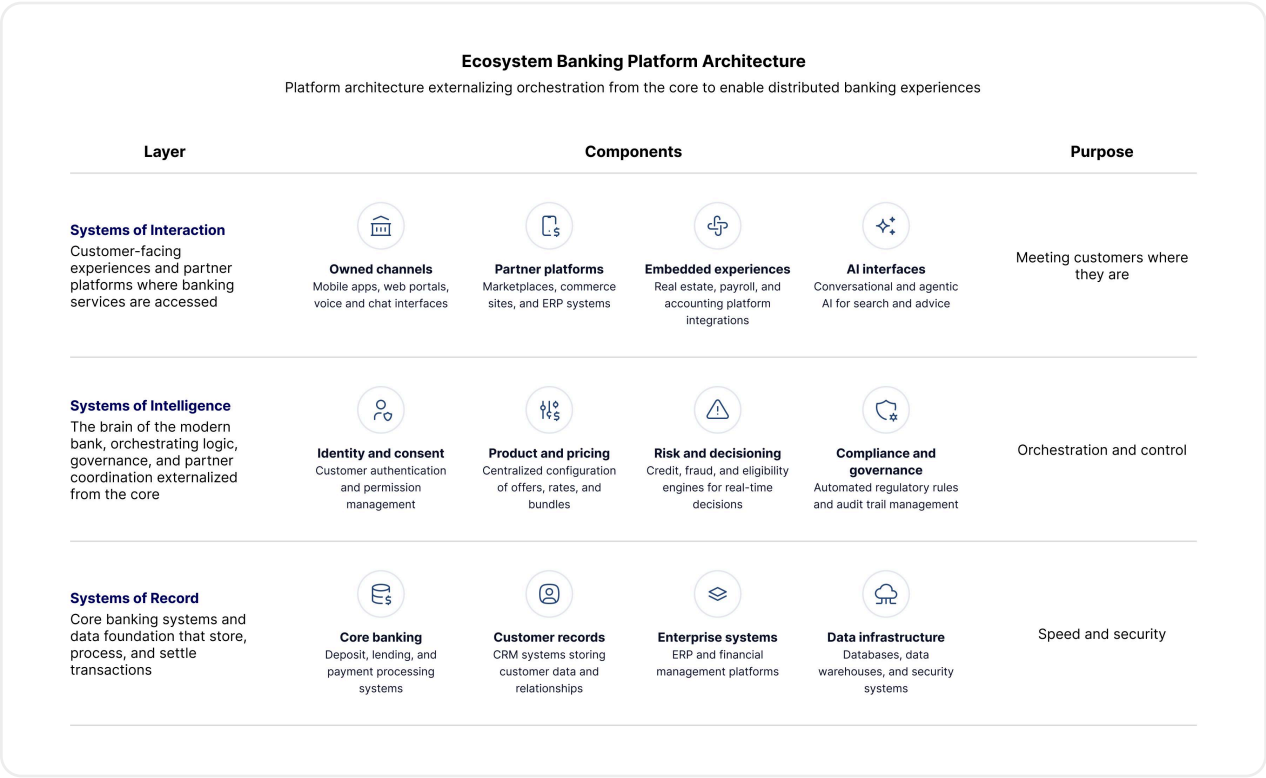 Ecosystem Banking Platform Architecture
Platform architecture externalizing orchestration from the core to enable distributed banking experiences
Layer
Components
Purpose
Systems of Interaction
Customer-facing
experiences and partner
platforms where banking
services are accessed
Owned channels
Mobile apps, web portals,
voice and chat interfaces
Partner platforms
Marketplaces, commerce
sites, and ERP systems
Embedded experiences
Real estate, payroll, and
accounting platform
integrations
AI interfaces
Conversational and agentic
AI for search and advice
Meeting customers where
they are
Systems of Intelligence
The brain of the modern
bank, orchestrating logic,
governance, and partner
coordination externalized
from the core
Identity and consent
Customer authentication
and permission
management
Product and pricing
Centralized configuration
of offers, rates, and
bundles
Risk and decisioning
Credit, fraud, and eligibility
engines for real-time
decisions
Compliance and
governance
Automated regulatory rules
and audit trail management
Orchestration and control
Systems of Record
Core banking systems and
data foundation that store,
process, and settle
transactions
Core banking
Deposit, lending, and
payment processing
systems
Customer records
CRM systems storing
customer data and
relationships
Enterprise systems
ERP and financial
management platforms
Data infrastructure
Databases, data
warehouses, and security
systems
Speed and security